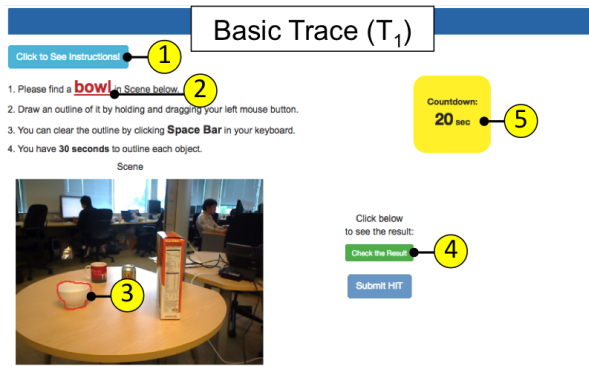 Basic Trace (T1)
Click to See Instructions!
1
1. Please find a bowl in Scene below.
2
2. Draw an outline of it by holding and dragging your left mouse button.
3. You can clear the outline by clicking Space Bar in your keyboard.
4. You have 30 seconds to outline each object.
Countdown:
20 sec
5
Scene
3
Click below
to see the result:
Check the Result
4
Submit HIT